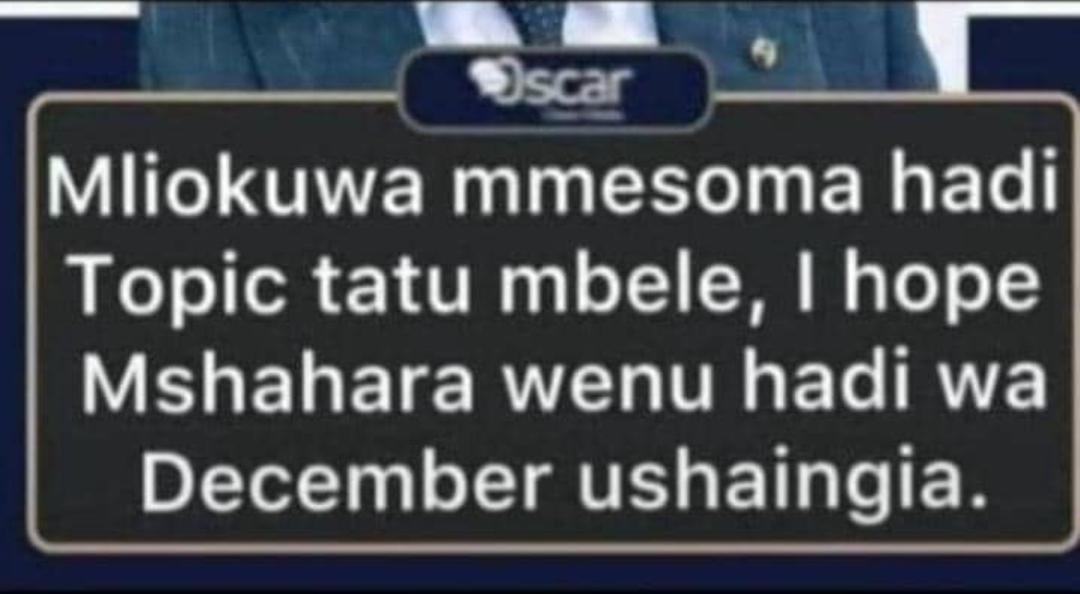 Oscar
Mliokuwa mmesoma hadi
Topic tatu mbele, I hope
Mshahara wenu hadi wa
December ushaingia.